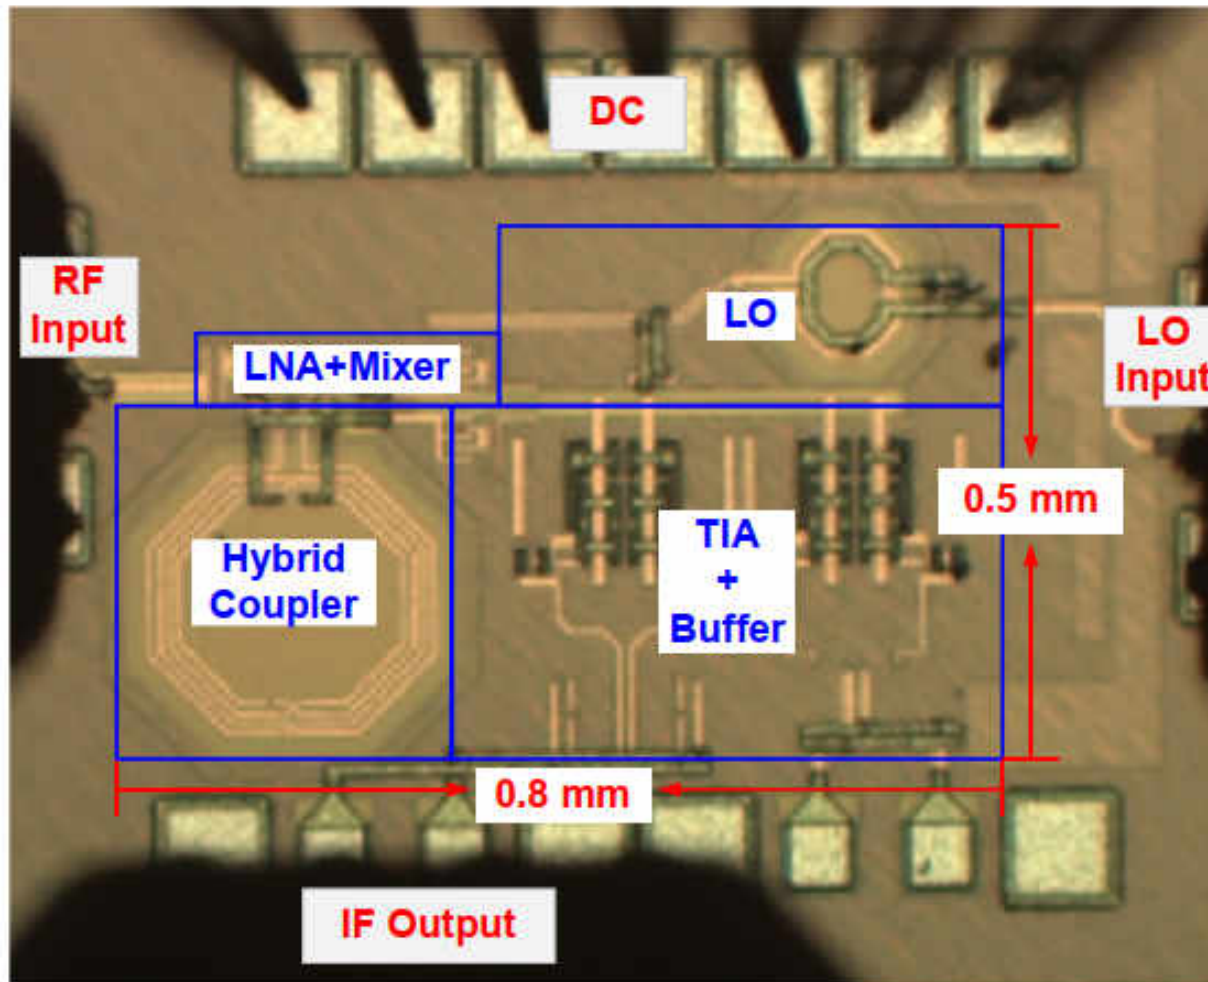 DC
RF
Input
LO
LO
Input
LNA+Mixer
0.5 mm
Hybrid
Coupler
TIA
+
Buffer
0.8 mm
IF Output